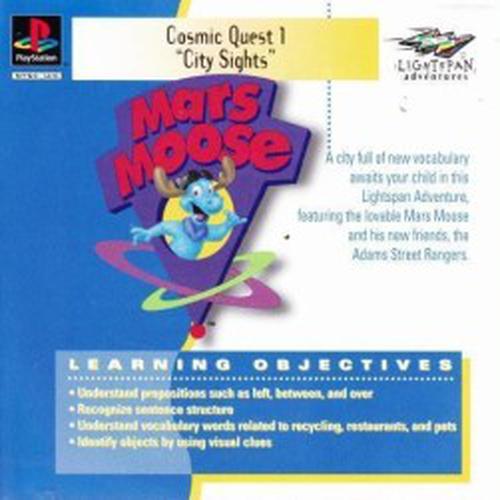 Cosmic Quest 1
"City Sights"
PlayStation
LIGHTSPAN
adventures
Mars
Moose
A city full of new vocabulary
awaits your child in this
Lightspan Adventure,
featuring the lovable Mars Moose
and his new friends, the
Adams Street Rangers.
LEARNING OBJECTIVES
• Understand prepositions such as left, between, and over
• Recognize sentence structure
• Understand vocabulary words related to recycling, restaurants, and pets
• Identify objects by using visual clues